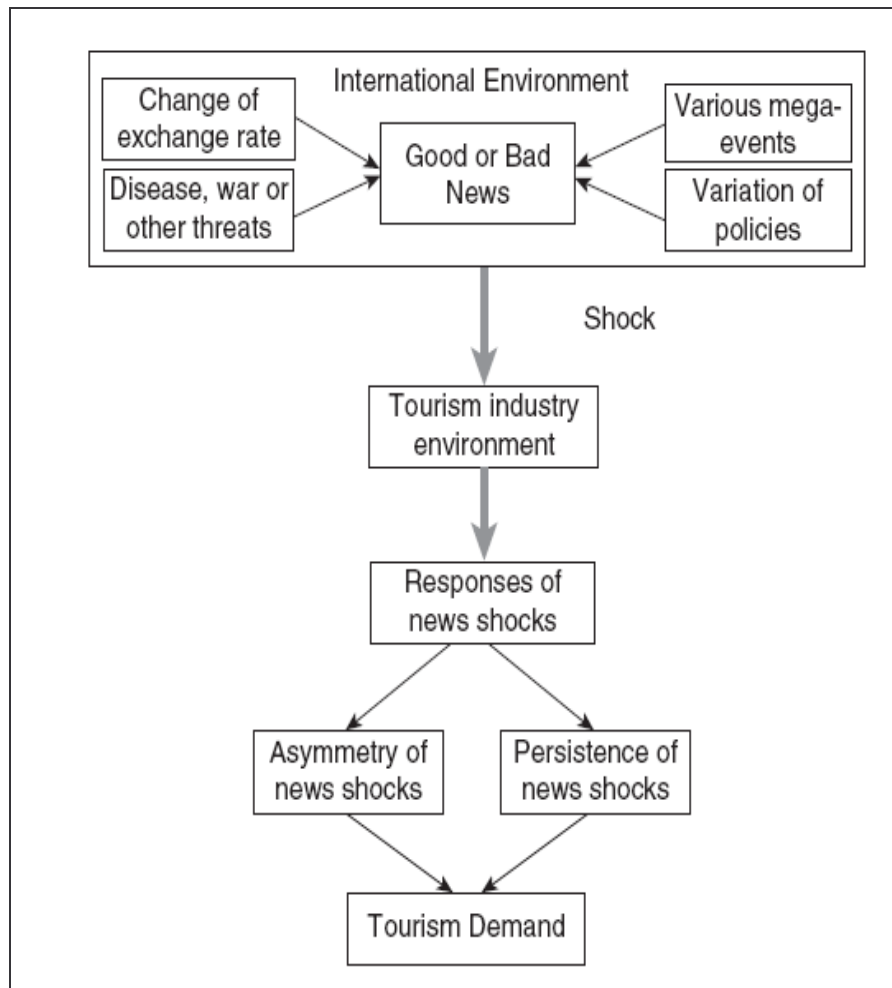 International Environment
Change of
exchange rate
Disease, war or
other threats
Good or Bad
News
Various mega-
events
Variation of
policies
Shock
Tourism industry
environment
Responses of
news shocks
Asymmetry of
news shocks
Persistence of
news shocks
Tourism Demand